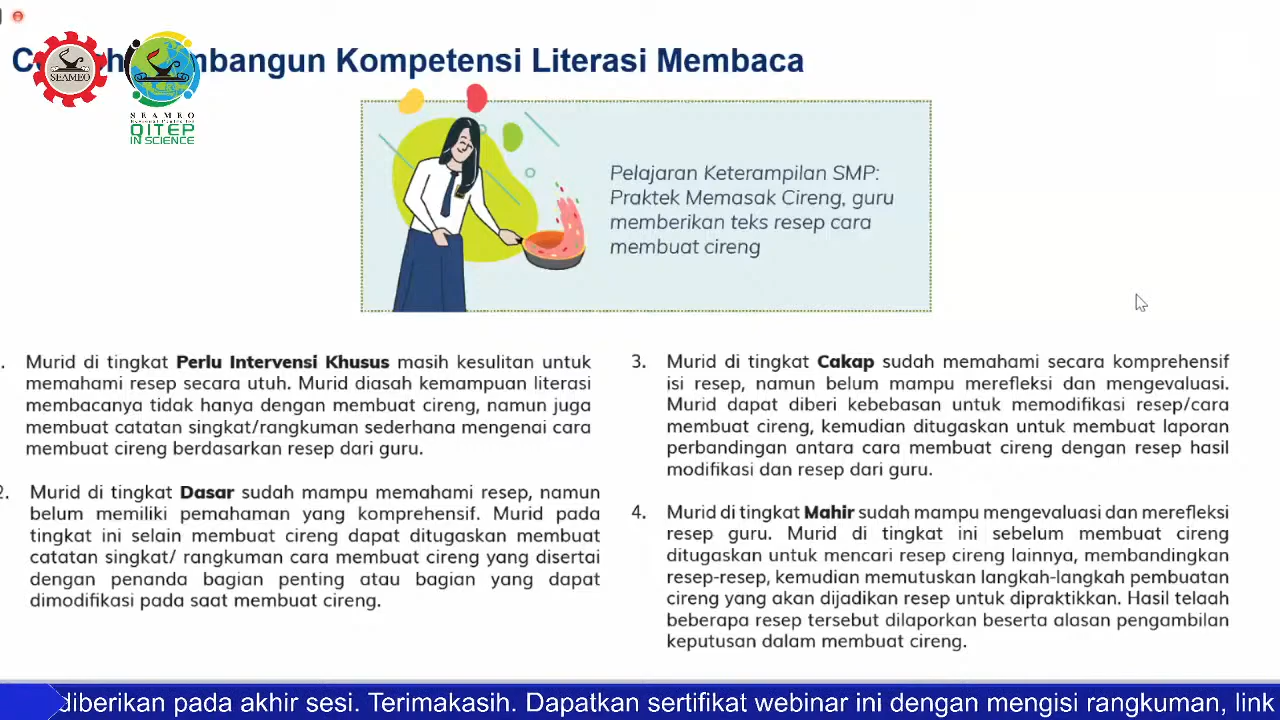 mbangun Kompetensi Literasi Membaca
SEAMEO
SEAMEO
QITEP
IN SCIENCE
Pelajaran Keterampilan SMP:
Praktek Memasak Cireng, guru
memberikan teks resep cara
membuat cireng
Murid di tingkat Perlu Intervensi Khusus masih kesulitan untuk
memahami resep secara utuh. Murid diasah kemampuan literasi
membacanya tidak hanya dengan membuat cireng, namun juga
membuat catatan singkat/rangkuman sederhana mengenai cara
membuat cireng berdasarkan resep dari guru.
2. Murid di tingkat Dasar sudah mampu memahami resep, namun
belum memiliki pemahaman yang komprehensif. Murid pada
tingkat ini selain membuat cireng dapat ditugaskan membuat
catatan singkat/ rangkuman cara membuat cireng yang disertai
dengan penanda bagian penting atau bagian yang dapat
dimodifikasi pada saat membuat cireng.
3. Murid di tingkat Cakap sudah memahami secara komprehensif
isi resep, namun belum mampu merefleksi dan mengevaluasi.
Murid dapat diberi kebebasan untuk memodifikasi resep/cara
membuat cireng, kemudian ditugaskan untuk membuat laporan
perbandingan antara cara membuat cireng dengan resep hasil
modifikasi dan resep dari guru.
4. Murid di tingkat Mahir sudah mampu mengevaluasi dan merefleksi
resep guru. Murid di tingkat ini sebelum membuat cireng
ditugaskan untuk mencari resep cireng lainnya, membandingkan
resep-resep, kemudian memutuskan langkah-langkah pembuatan
cireng yang akan dijadikan resep untuk dipraktikkan. Hasil telaah
beberapa resep tersebut dilaporkan beserta alasan pengambilan
keputusan dalam membuat cireng.
diberikan pada akhir sesi. Terimakasih. Dapatkan sertifikat webinar ini dengan mengisi rangkuman, link